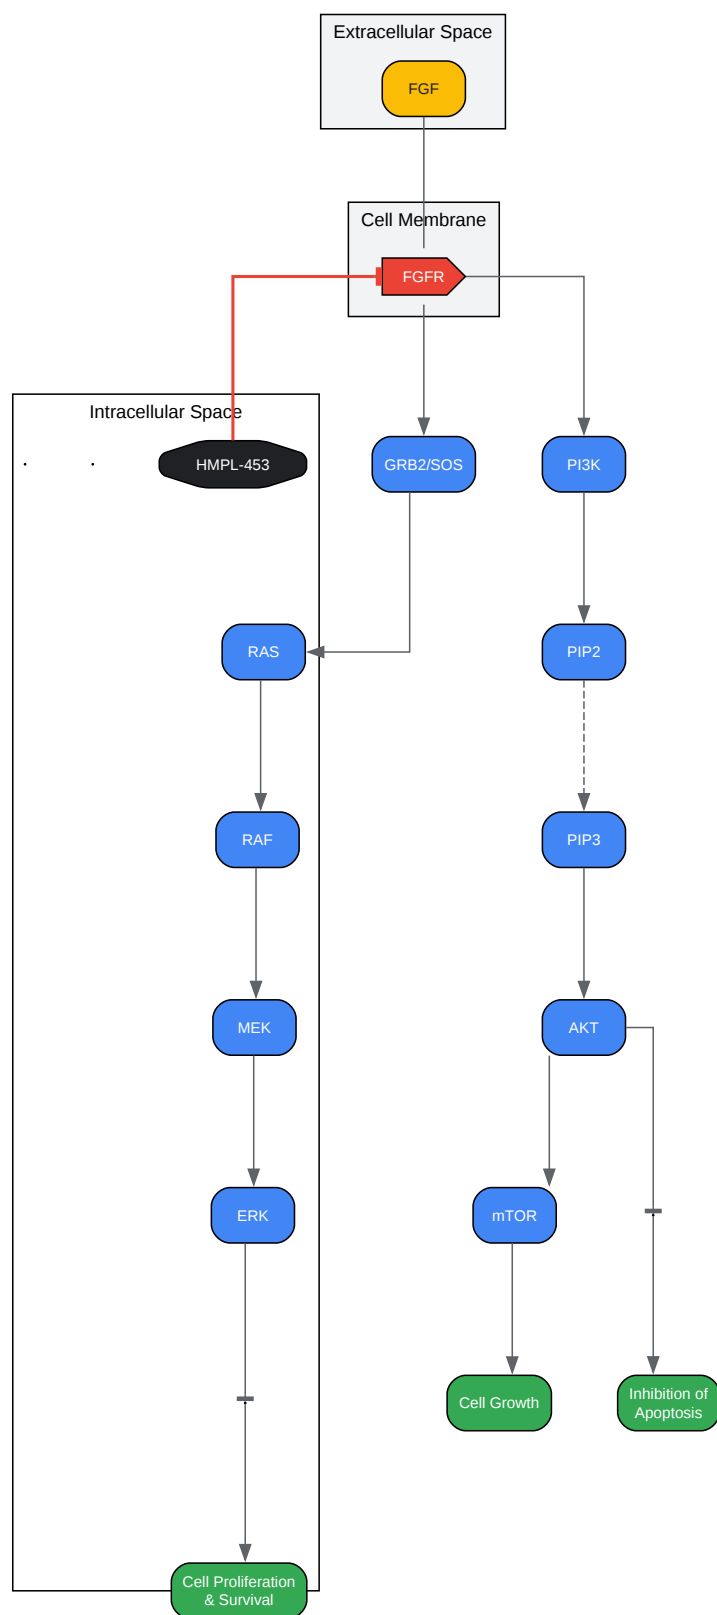 Extracellular Space
FGF
Cell Membrane
FGFR
Intracellular Space
HMPL-453
GRB2/SOS
PI3K
RAS
PIP2
RAF
PIP3
MEK
AKT
ERK
mTOR
Cell Growth
Inhibition of
Apoptosis
Cell Proliferation
& Survival